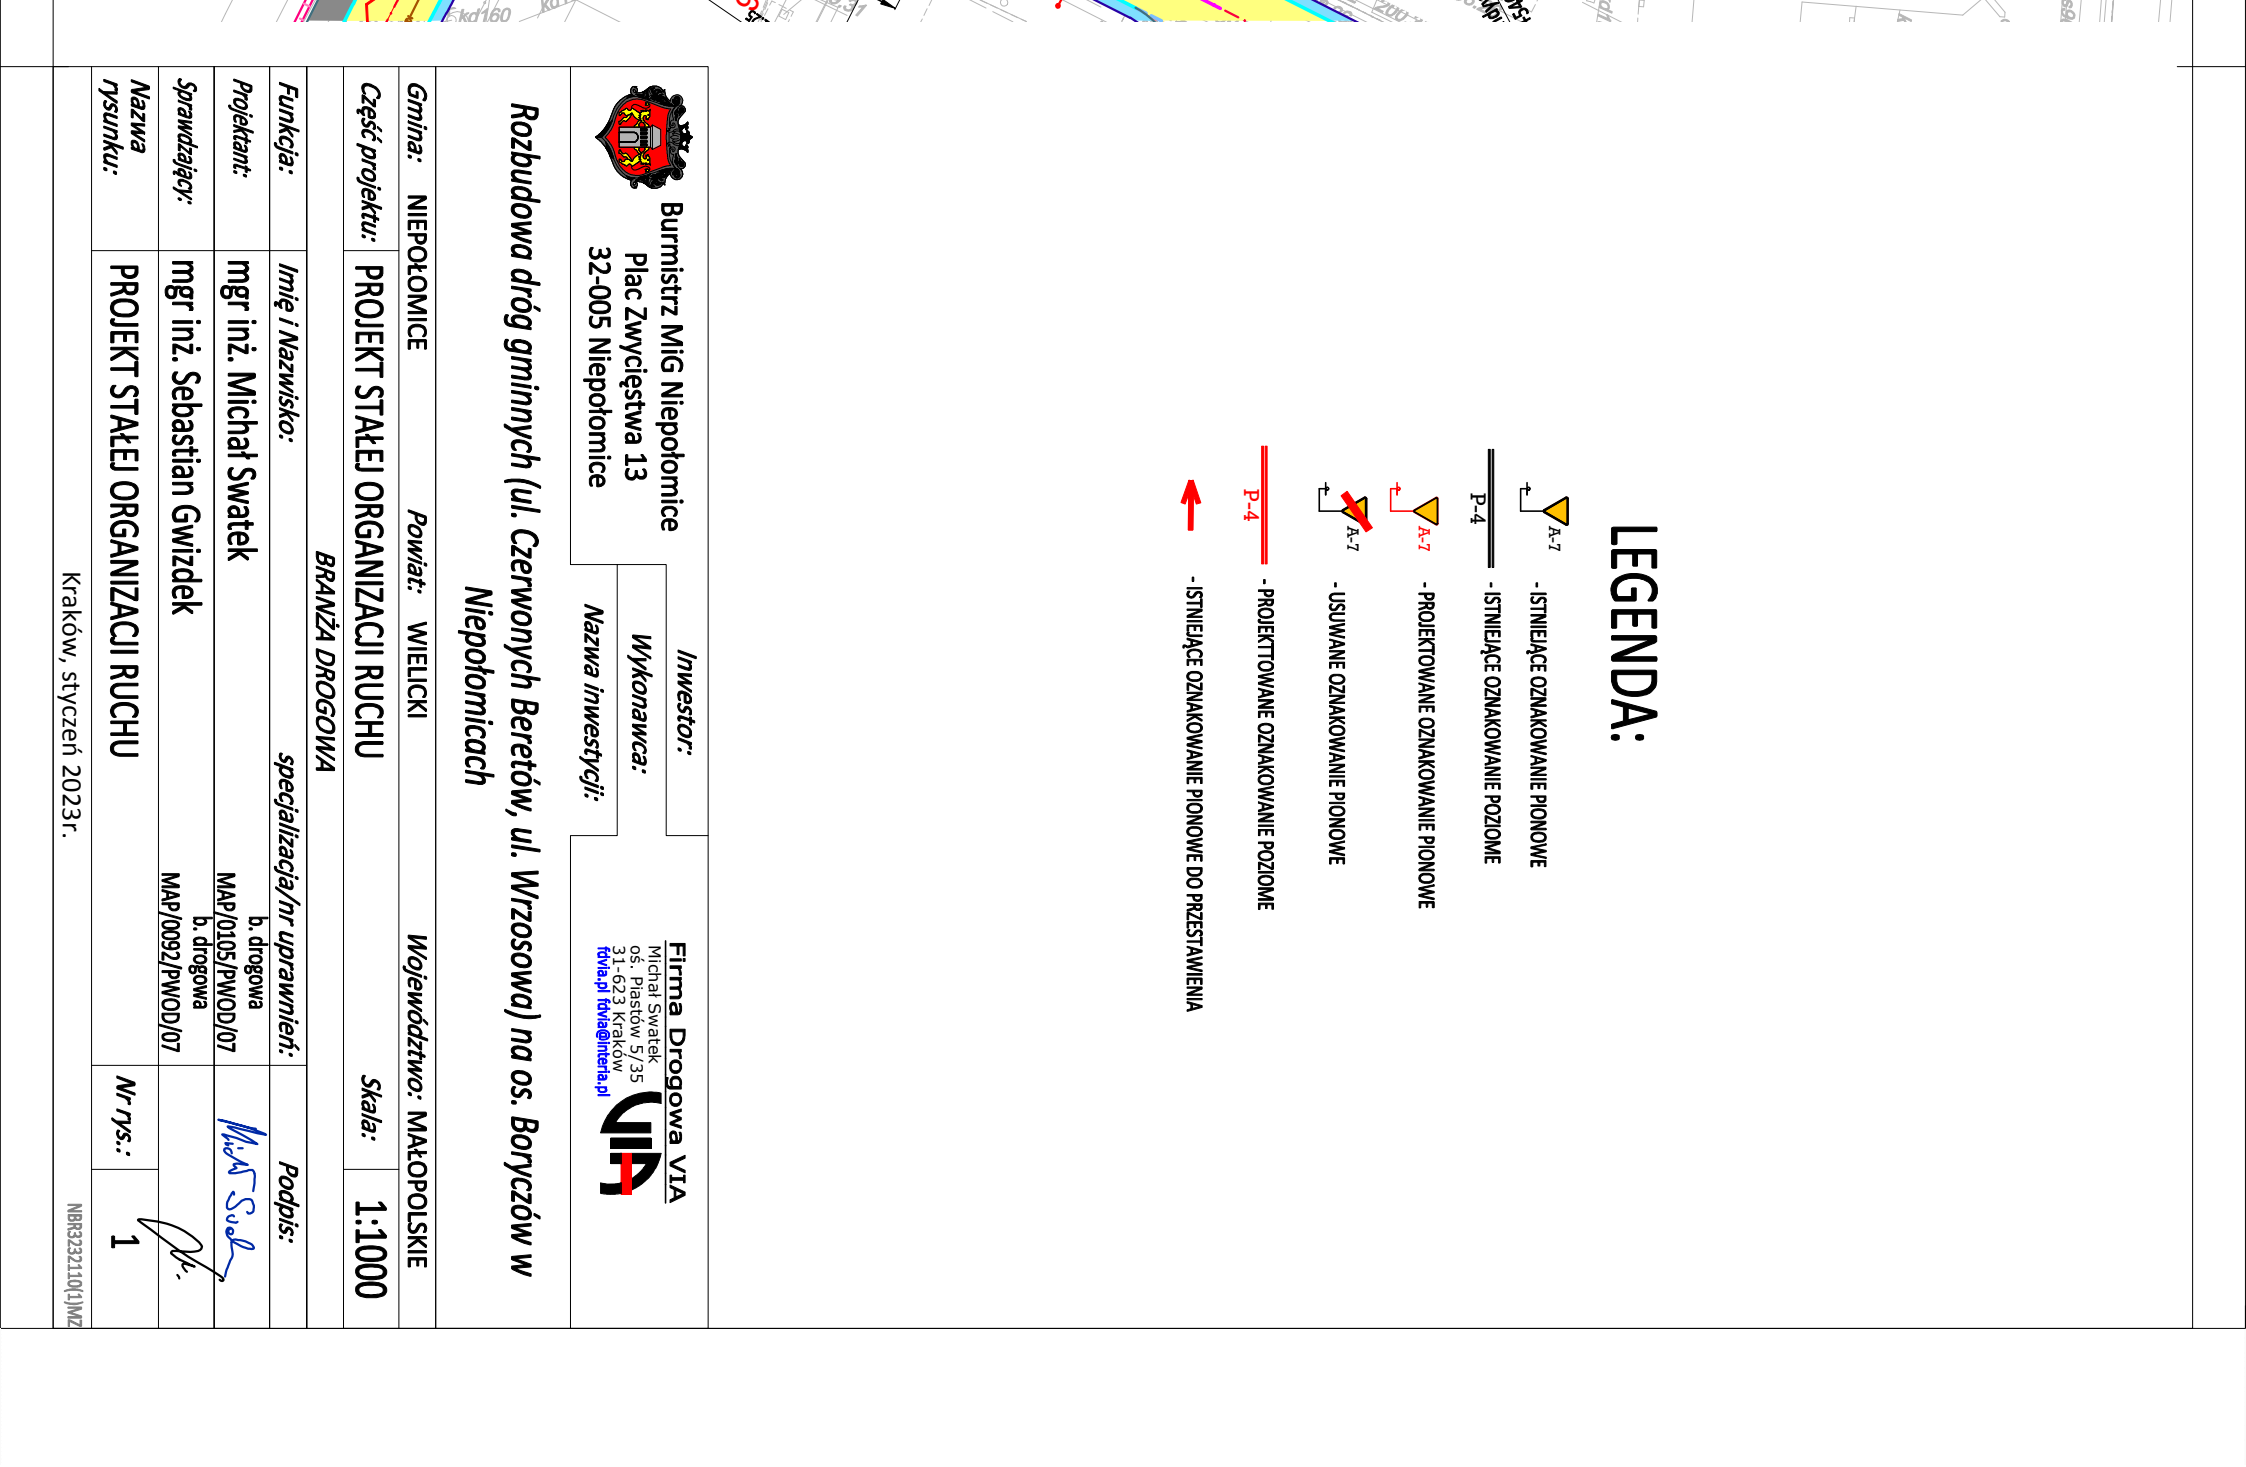 LEGENDA:
A-7 - ISTNIEJĄCE OZNAKOWANIE PIONOWE
P-4 - ISTNIEJĄCE OZNAKOWANIE POZIOME
A-7 - PROJEKTOWANE OZNAKOWANIE PIONOWE
A-7 - USUWANE OZNAKOWANIE PIONOWE
P-4 - PROJEKTTOWANE OZNAKOWANIE POZIOME
- ISTNIEJĄCE OZNAKOWANIE PIONOWE DO PRZESTAWIENIA
Inwestor:
Burmistrz MiG Niepołomice
Plac Zwycięstwa 13
32-005 Niepołomice
Wykonawca:
Firma Drogowa VIA
Michał Swatek
oś. Piastów 5/35
31-623 Kraków
fdvia.pl fdvia@interia.pl
VIA
Nazwa inwestycji:
Rozbudowa dróg gminnych (ul. Czerwonych Beretów, ul. Wrzosowa) na os. Boryczów w
Niepołomicach
Gmina: NIEPOŁOMICE Powiat: WIELICKI Województwo: MAŁOPOLSKIE
Część projektu: PROJEKT STAŁEJ ORGANIZACJI RUCHU Skala: 1:1000
BRANŻA DROGOWA
Funkcja: Imię i Nazwisko: specjalizacja/nr uprawnień: Podpis:
Projektant: mgr inż. Michał Swatek b. drogowa
MAP/0105/PWOD/07
Sprawdzający: mgr inż. Sebastian Gwizdek b. drogowa
MAP/0092/PWOD/07
Nazwa
rysunku: PROJEKT STAŁEJ ORGANIZACJI RUCHU Nr rys.: 1
Kraków, styczeń 2023r.
NBR3232110(1)MZ
kd160